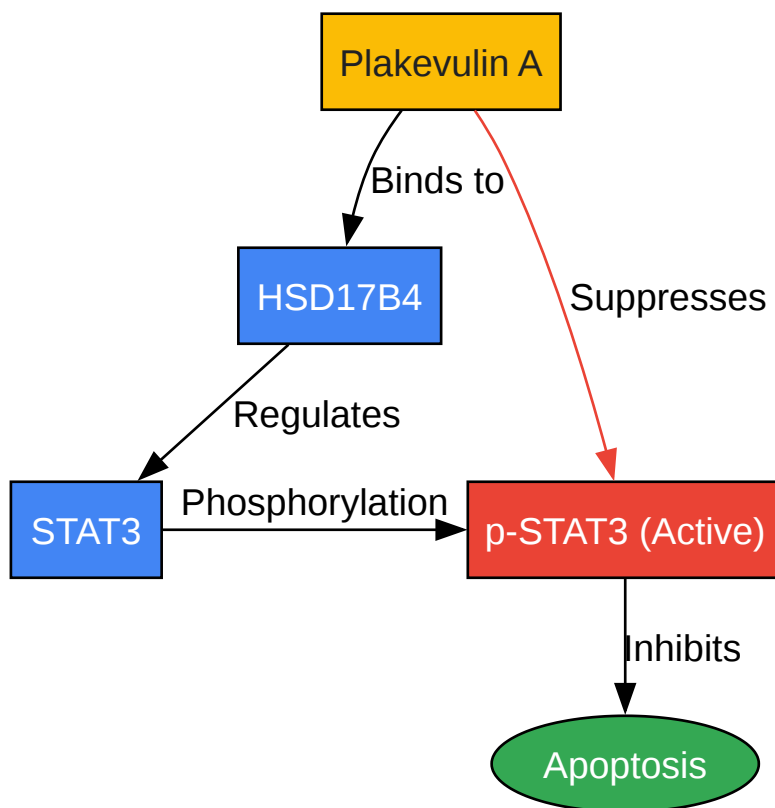 Plakevulin A
Binds to
HSD17B4
Suppresses
Regulates
Phosphorylation
STAT3
p-STAT3 (Active)
Inhibits
Apoptosis